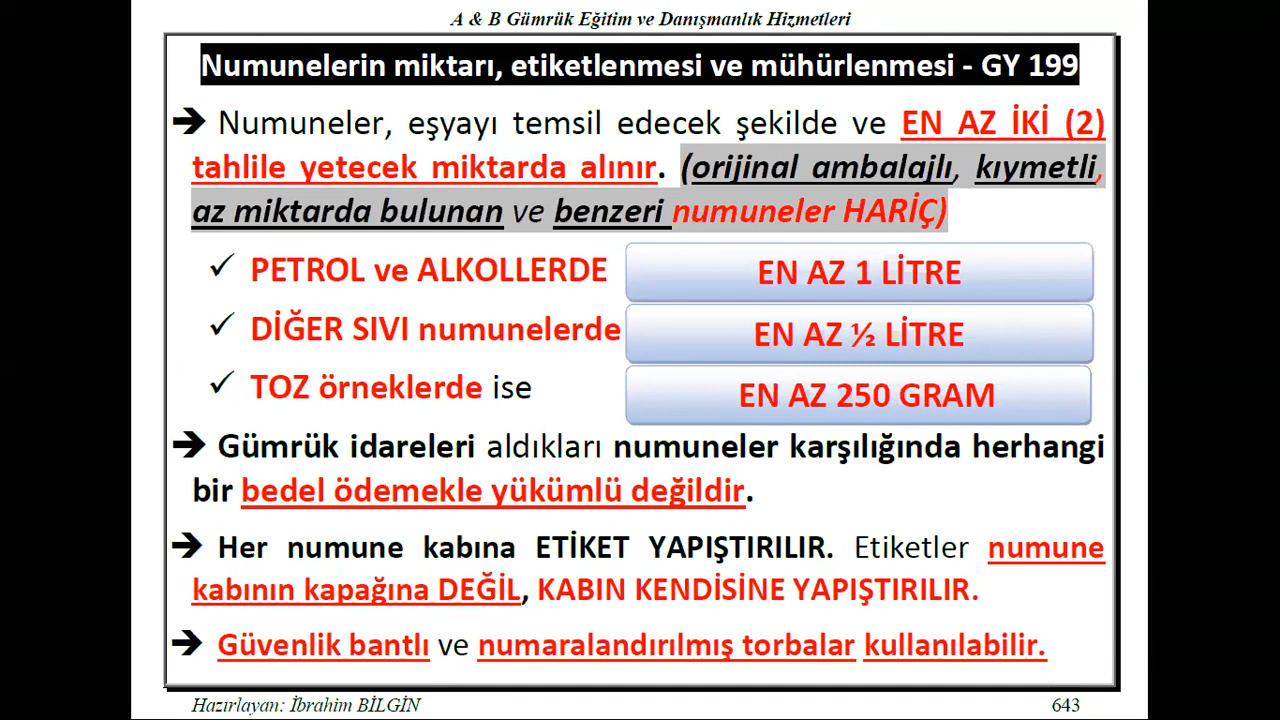 A & B Gümrük Eğitim ve Danışmanlık Hizmetleri
Numunelerin miktarı, etiketlenmesi ve mühürlenmesi - GY 199
➔ Numuneler, eşyayı temsil edecek şekilde ve EN AZ İKİ (2)
tahlile yetecek miktarda alınır. (orijinal ambalajlı, kıymetli,
az miktarda bulunan ve benzeri numuneler HARİÇ)
✓ PETROL ve ALKOLLERDE EN AZ 1 LİTRE
✓ DİĞER SIVI numunelerde EN AZ ½ LİTRE
✓ TOZ örneklerde ise EN AZ 250 GRAM
➔ Gümrük idareleri aldıkları numuneler karşılığında herhangi
bir bedel ödemekle yükümlü değildir.
➔ Her numune kabına ETİKET YAPIŞTIRILIR. Etiketler numune
kabının kapağına DEĞİL, KABIN KENDİSİNE YAPIŞTIRILIR.
➔ Güvenlik bantlı ve numaralandırılmış torbalar kullanılabilir.
Hazırlayan: İbrahim BİLGİN 643